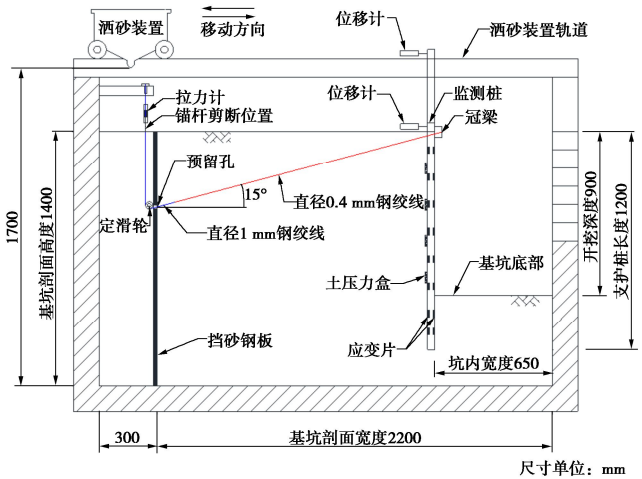 洒砂装置
移动方向
位移计
洒砂装置轨道
拉力计
锚杆剪断位置
位移计
监测桩
冠梁
预留孔
15°
直径0.4 mm钢绞线
定滑轮
直径1 mm钢绞线
土压力盒
基坑底部
挡砂钢板
应变片
坑内宽度650
1700
基坑剖面高度1400
开挖深度900
支护桩长度1200
300
基坑剖面宽度2200
尺寸单位：mm